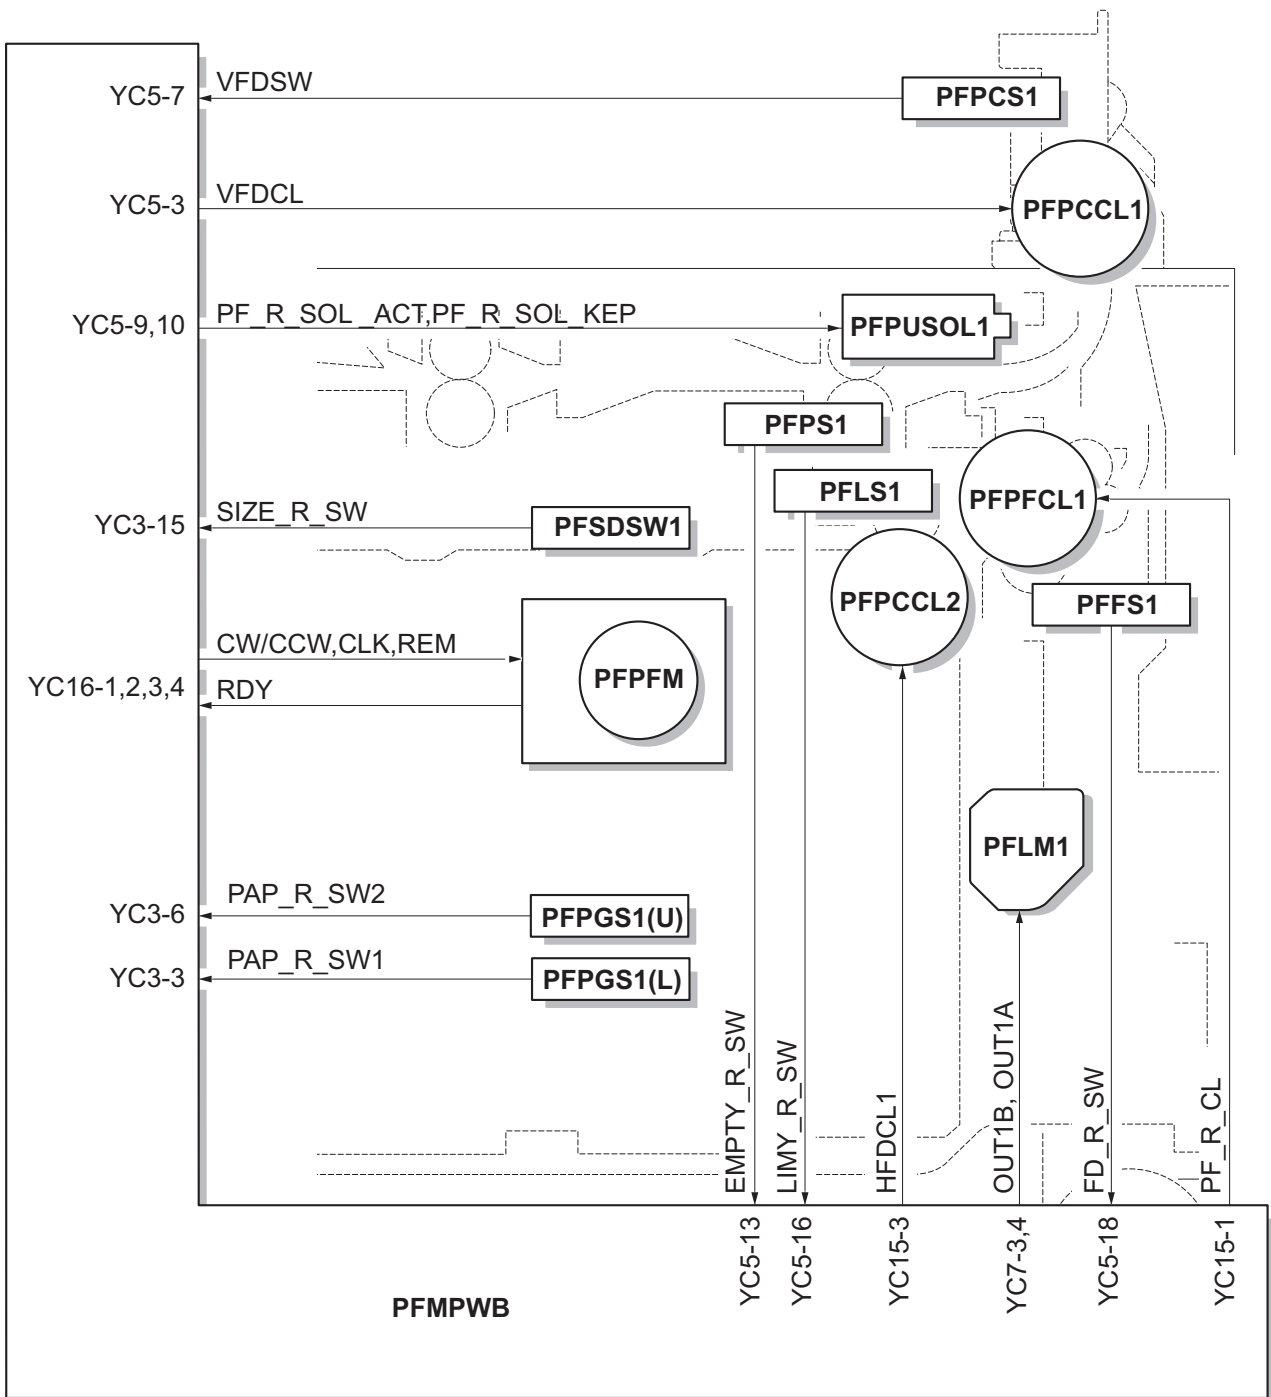 YC5-7 VFDSW PFPCS1
YC5-3 VFDCL PFPCCL1
YC5-9,10 PF_R_SOL_ACT,PF_R_SOL_KEP PFPUSOL1
PFPS1
PFLS1 PFPFCL1
YC3-15 SIZE_R_SW PFSDSW1
PFPCCL2 PFFS1
CW/CCW,CLK,REM
YC16-1,2,3,4 RDY PFPFM
PFLM1
YC3-6 PAP_R_SW2 PFPGS1(U)
YC3-3 PAP_R_SW1 PFPGS1(L)
EMPTY_R_SW
LIMY_R_SW
HFDCL1
OUT1B, OUT1A
FD_R_SW
PF_R_CL
YC5-13
YC5-16
YC15-3
YC7-3,4
YC5-18
YC15-1
PFMPWB